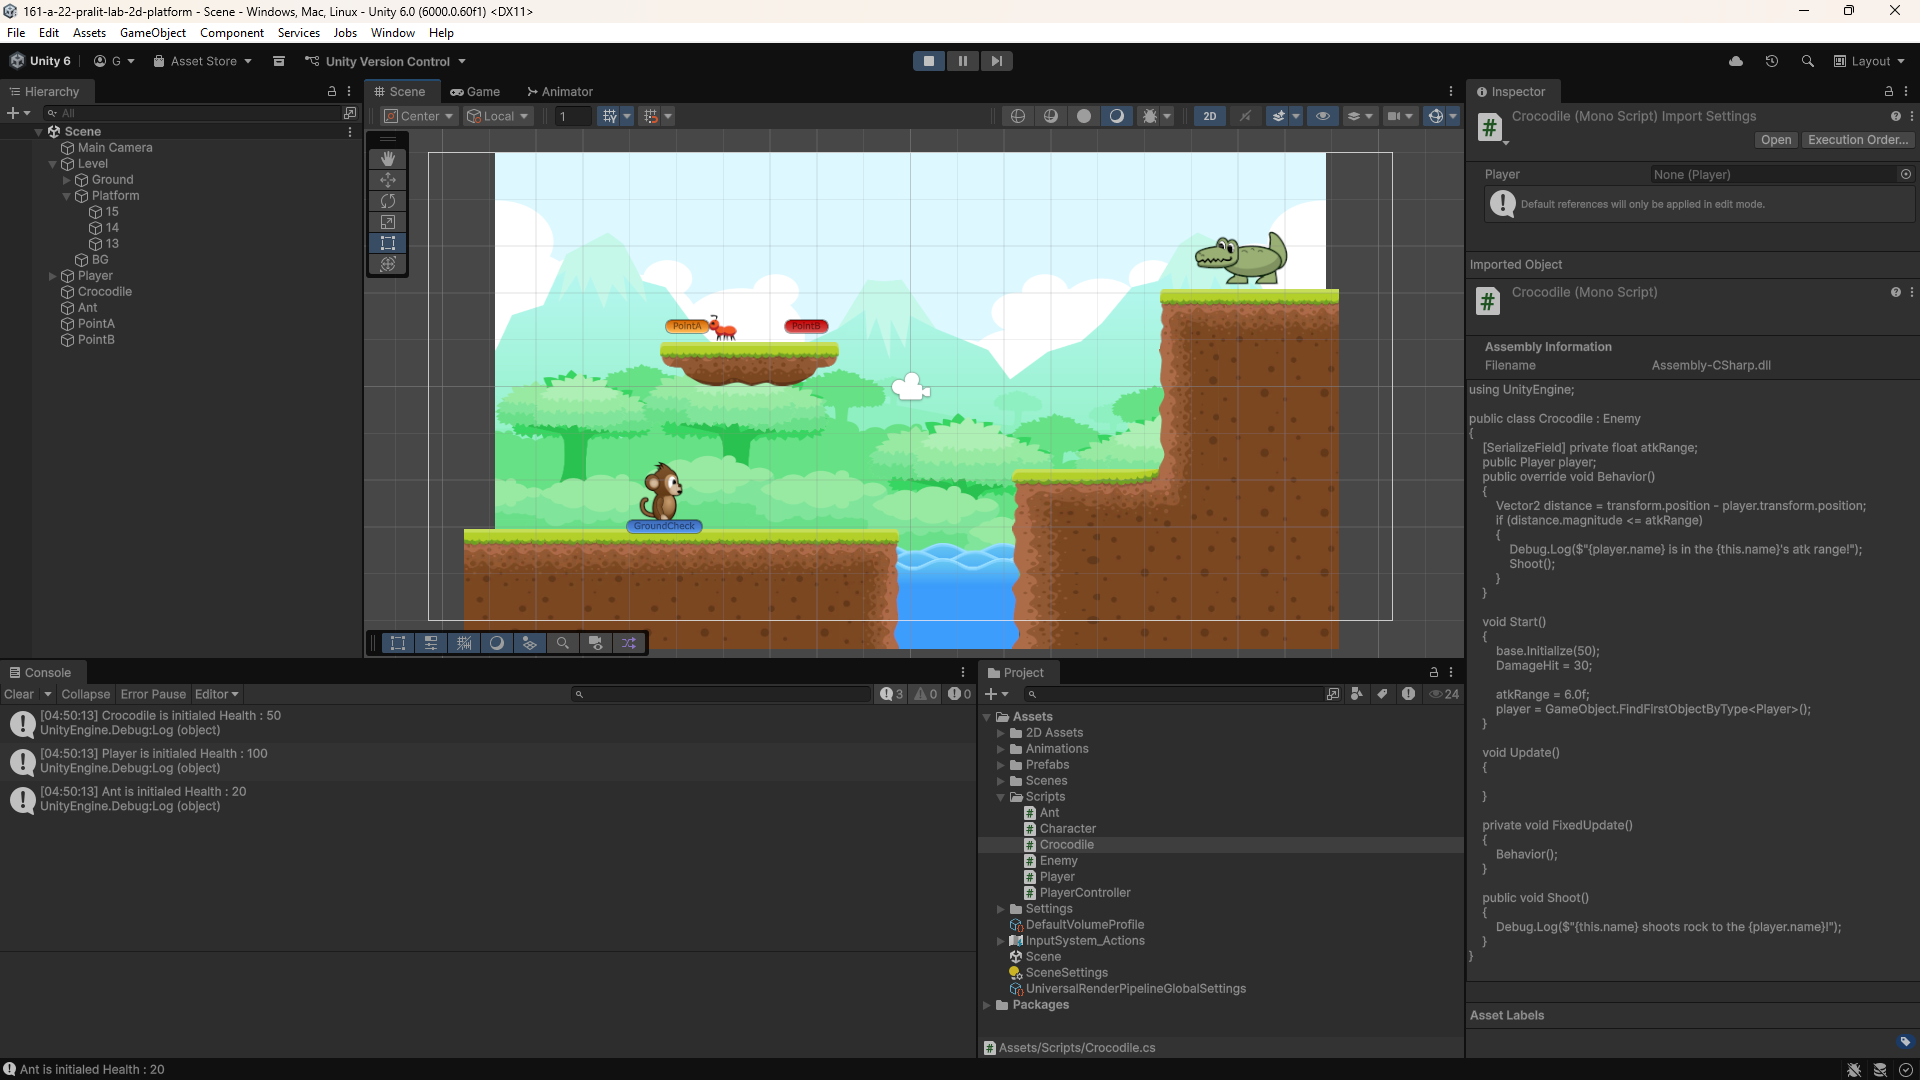 161-a-22-pralit-lab-2d-platform - Scene - Windows, Mac, Linux - Unity 6.0 (6000.0.60f1) <DX11>
File Edit Assets GameObject Component Services Jobs Window Help
Unity 6 G Asset Store Unity Version Control Layout
Hierarchy
All
Scene
Main Camera
Level
Ground
Platform
15
14
13
BG
Player
Crocodile
Ant
PointA
PointB
Scene Game Animator
Center Local 1 2D
PointA PointB
GroundCheck
Inspector
Crocodile (Mono Script) Import Settings
Open Execution Order...
Player None (Player)
Default references will only be applied in edit mode.
Imported Object
Crocodile (Mono Script)
Assembly Information
Filename Assembly-CSharp.dll
using UnityEngine;
public class Crocodile : Enemy
{
[SerializeField] private float atkRange;
public Player player;
public override void Behavior()
{
Vector2 distance = transform.position - player.transform.position;
if (distance.magnitude <= atkRange)
{
Debug.Log($"{player.name} is in the {this.name}'s atk range!");
Shoot();
}
}
void Start()
{
base.Initialize(50);
DamageHit = 30;
atkRange = 6.0f;
player = GameObject.FindFirstObjectByType<Player>();
}
void Update()
{
}
private void FixedUpdate()
{
Behavior();
}
public void Shoot()
{
Debug.Log($"{this.name} shoots rock to the {player.name}!");
}
}
Asset Labels
Console
Clear Collapse Error Pause Editor 3 0 0
[04:50:13] Crocodile is initialed Health : 50
UnityEngine.Debug:Log (object)
[04:50:13] Player is initialed Health : 100
UnityEngine.Debug:Log (object)
[04:50:13] Ant is initialed Health : 20
UnityEngine.Debug:Log (object)
Project
24
Assets
2D Assets
Animations
Prefabs
Scenes
Scripts
Ant
Character
Crocodile
Enemy
Player
PlayerController
Settings
DefaultVolumeProfile
InputSystem_Actions
Scene
SceneSettings
UniversalRenderPipelineGlobalSettings
Packages
Assets/Scripts/Crocodile.cs
Ant is initialed Health : 20